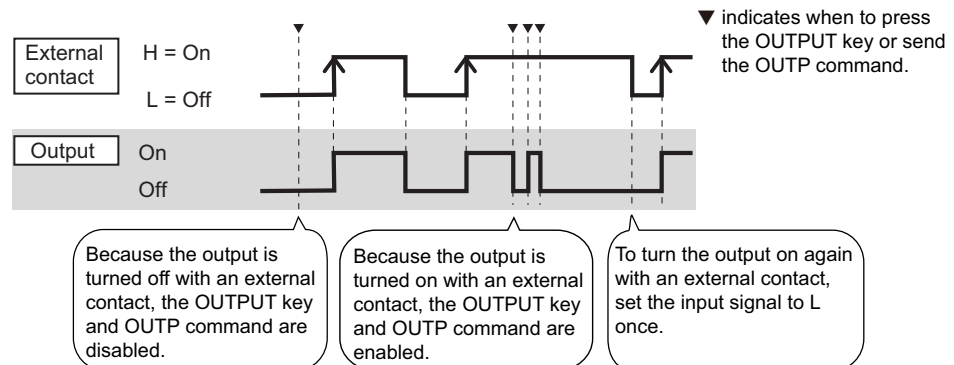 ▼ indicates when to press
the OUTPUT key or send
the OUTP command.
External
contact
H = On
L = Off
Output
On
Off
Because the output is
turned off with an external
contact, the OUTPUT key
and OUTP command are
disabled.
Because the output is
turned on with an external
contact, the OUTPUT key
and OUTP command are
enabled.
To turn the output on again
with an external contact,
set the input signal to L
once.